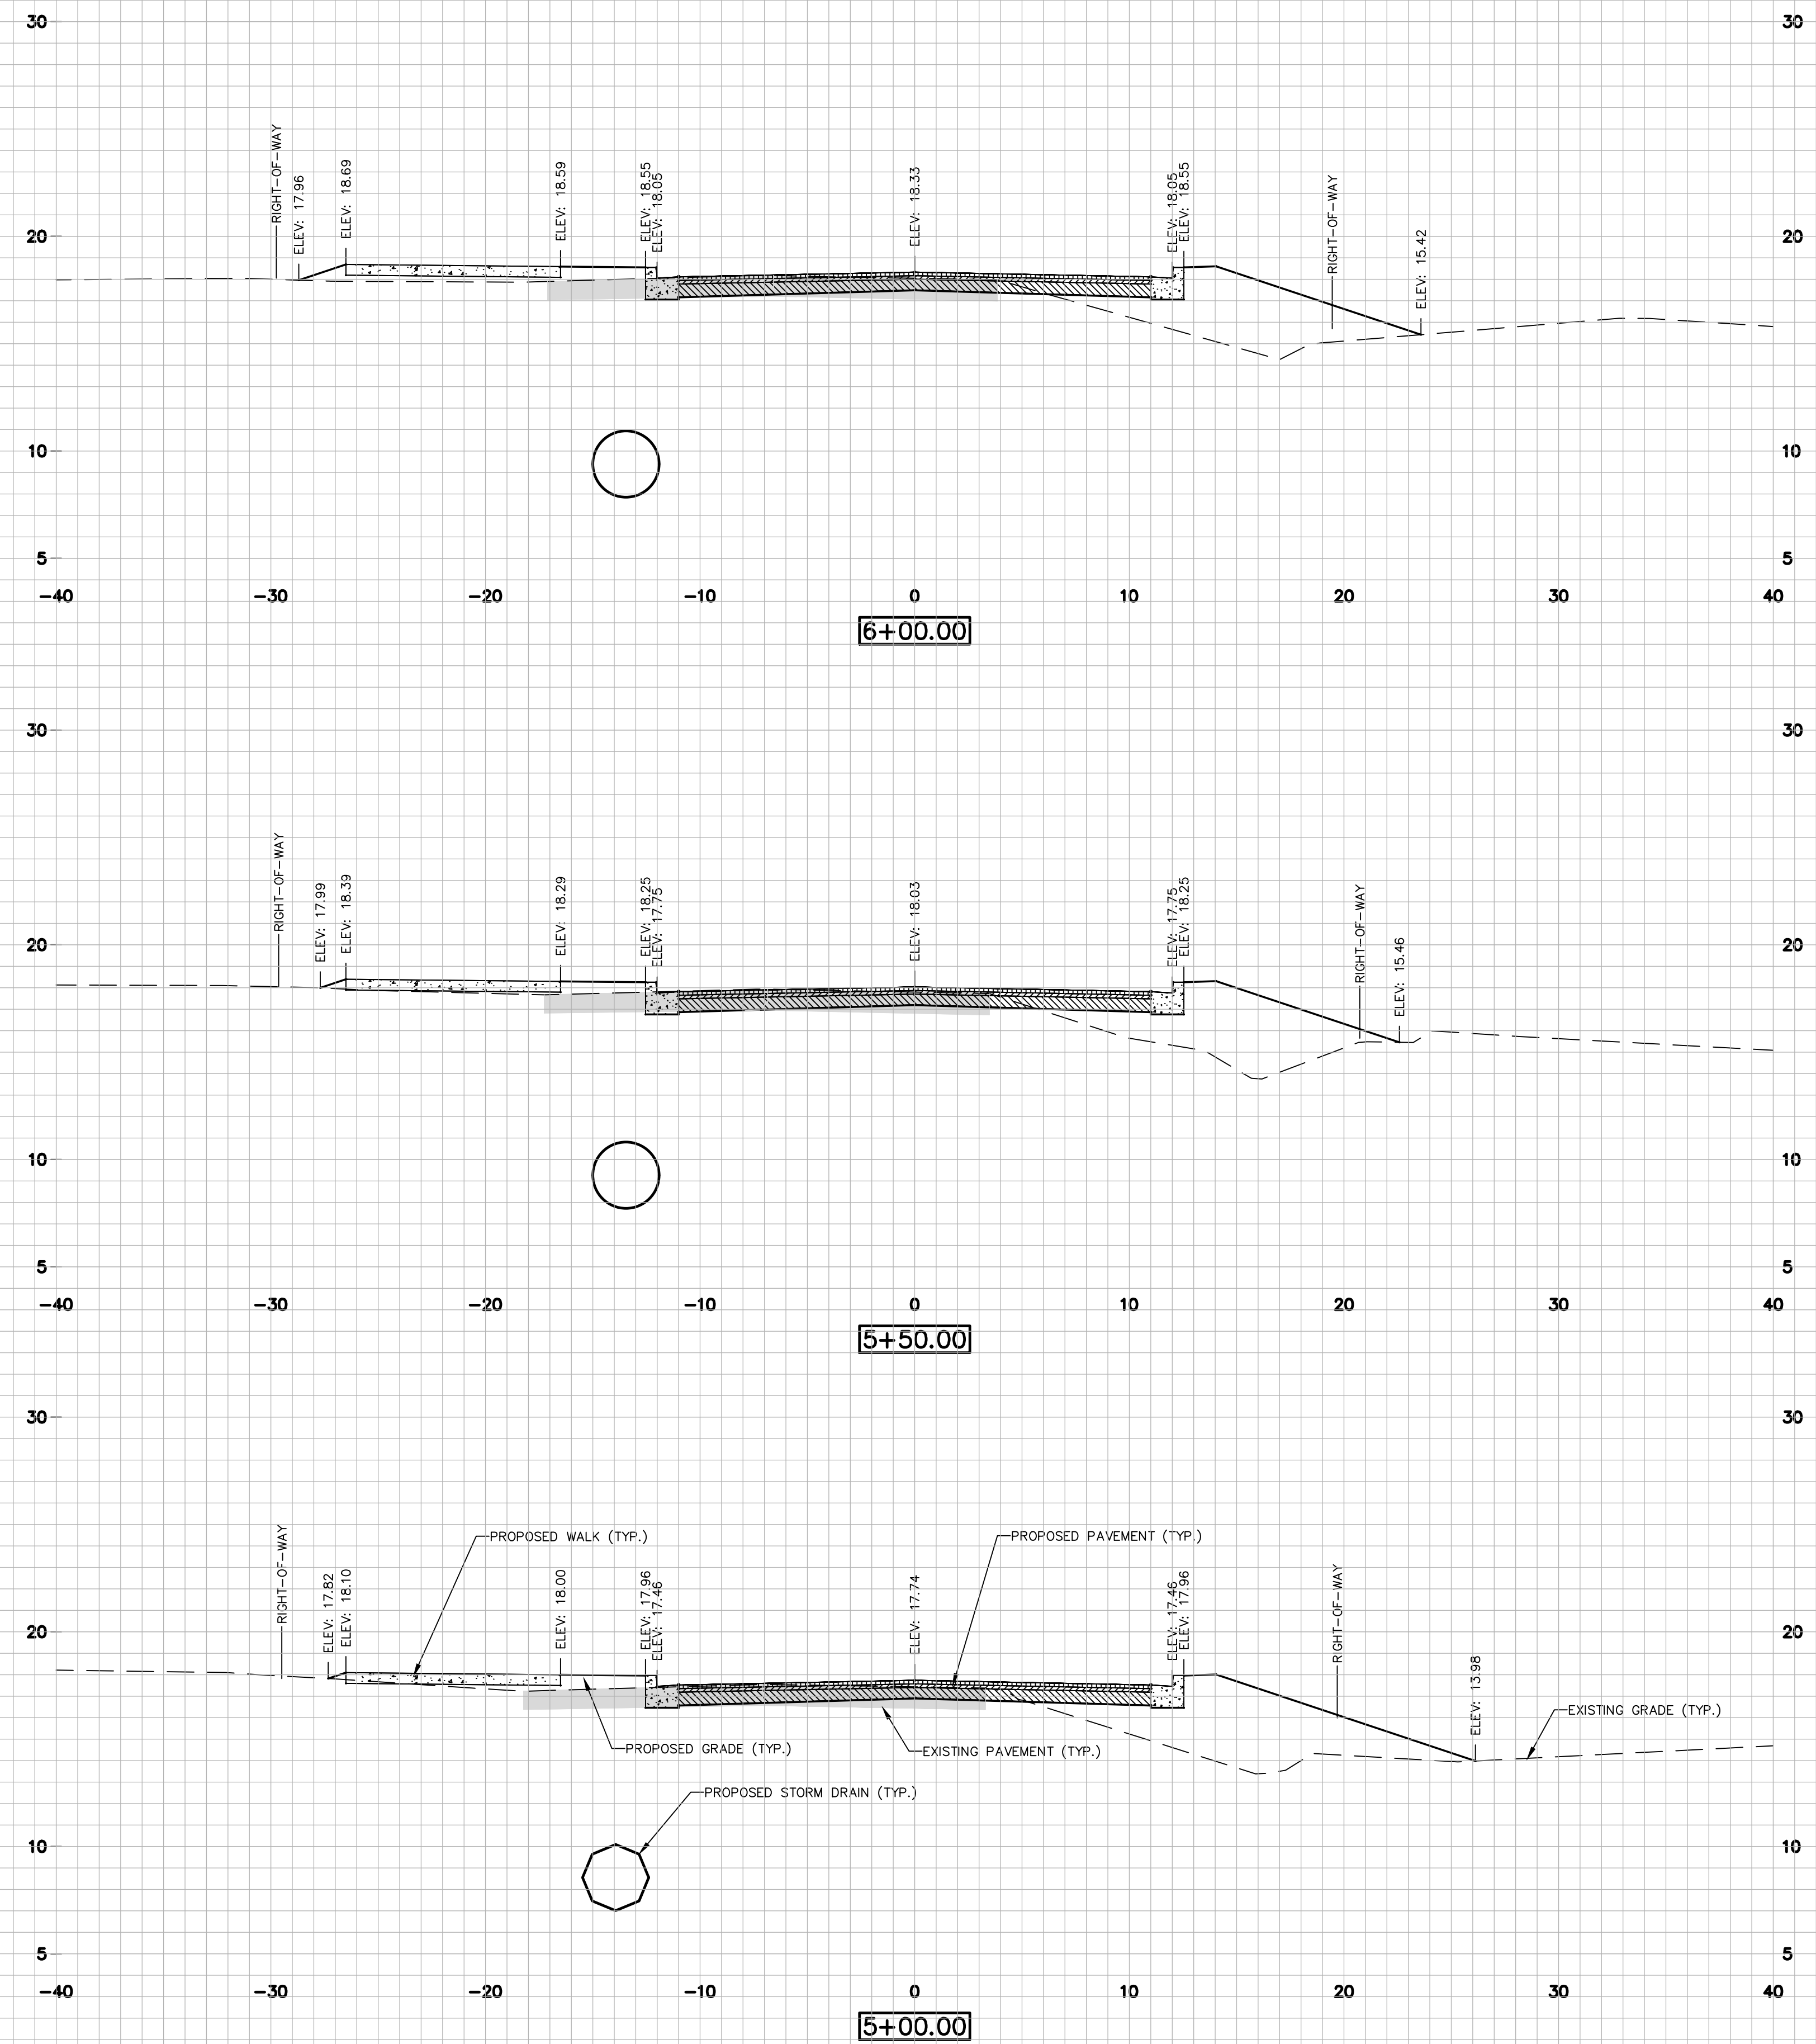 30 30
RIGHT-OF-WAY
ELEV: 17.96
ELEV: 18.69
ELEV: 18.59
ELEV: 18.55
ELEV: 18.05
ELEV: 18.33
ELEV: 18.05
ELEV: 18.55
RIGHT-OF-WAY
ELEV: 15.42
20 20
10 10
5 5
-40 -30 -20 -10 0 10 20 30 40
6+00.00
30 30
RIGHT-OF-WAY
ELEV: 17.99
ELEV: 18.39
ELEV: 18.29
ELEV: 18.25
ELEV: 17.75
ELEV: 18.03
ELEV: 17.75
ELEV: 18.25
RIGHT-OF-WAY
ELEV: 15.46
20 20
10 10
5 5
-40 -30 -20 -10 0 10 20 30 40
5+50.00
30 30
PROPOSED WALK (TYP.)
PROPOSED PAVEMENT (TYP.)
RIGHT-OF-WAY
ELEV: 17.82
ELEV: 18.10
ELEV: 18.00
ELEV: 17.96
ELEV: 17.46
ELEV: 17.74
ELEV: 17.46
ELEV: 17.96
RIGHT-OF-WAY
ELEV: 13.98
20 20
EXISTING GRADE (TYP.)
PROPOSED GRADE (TYP.)
EXISTING PAVEMENT (TYP.)
PROPOSED STORM DRAIN (TYP.)
10 10
5 5
-40 -30 -20 -10 0 10 20 30 40
5+00.00